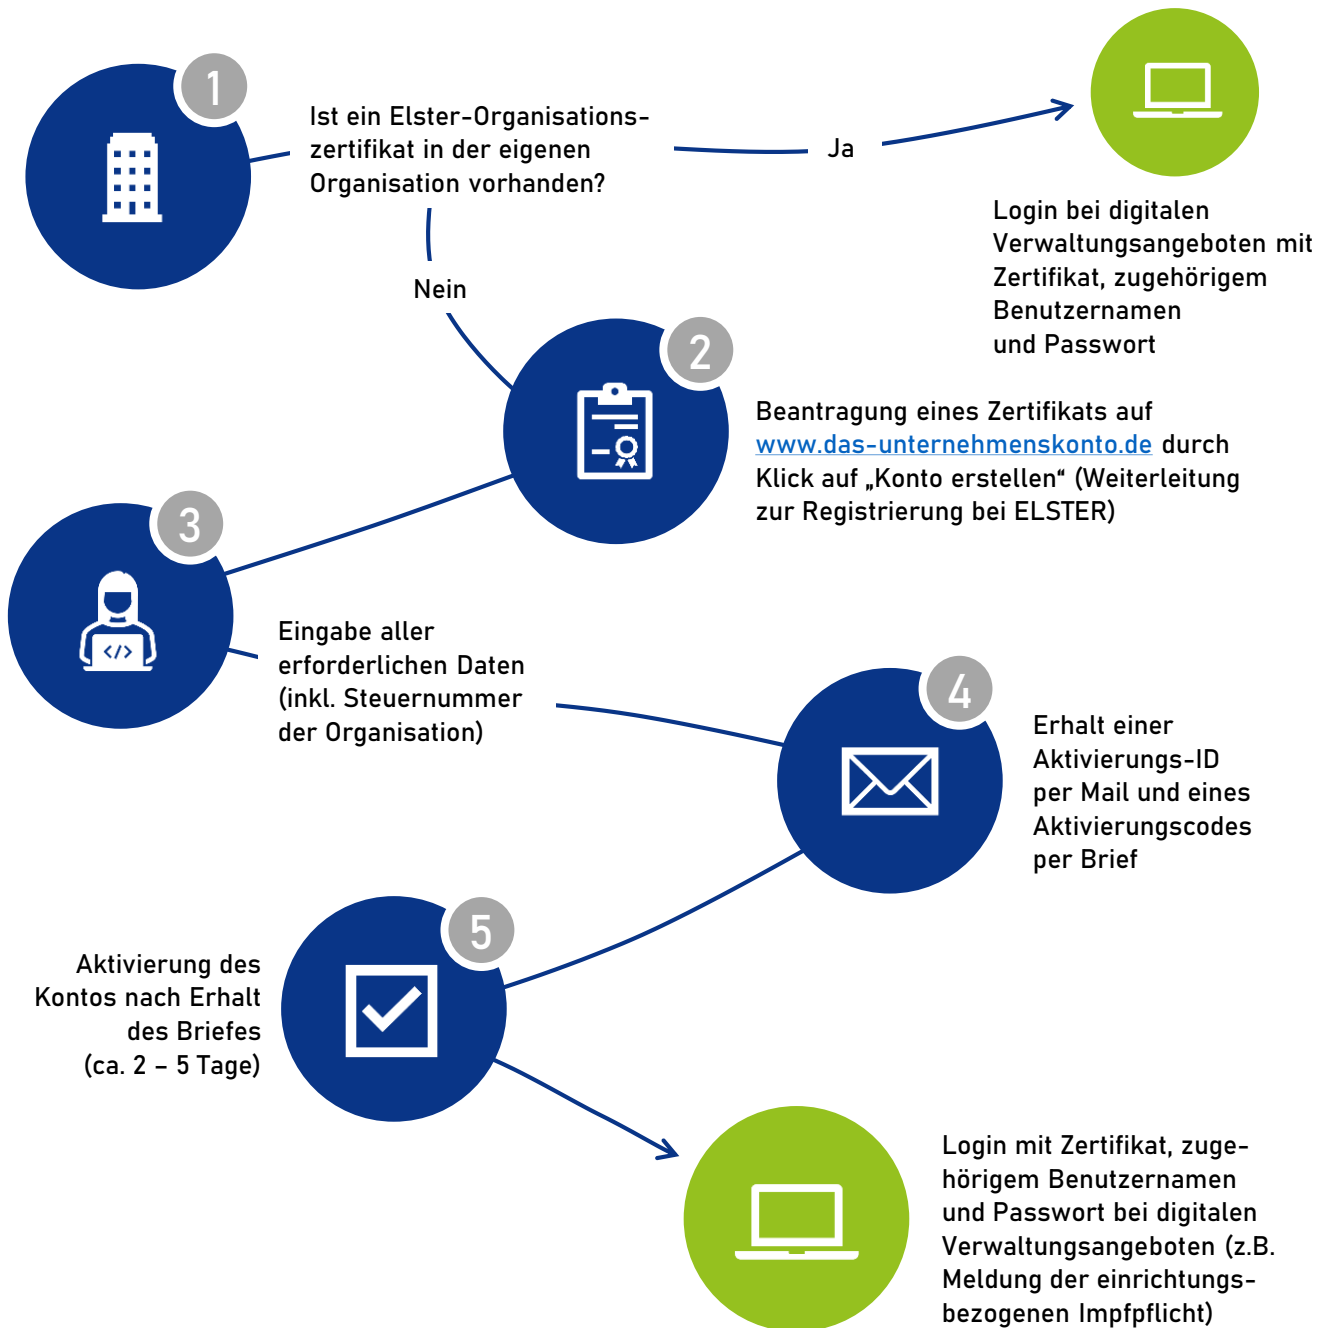 1
Ist ein Elster-Organisations-
zertifikat in der eigenen
Organisation vorhanden?
Ja
Login bei digitalen
Verwaltungsangeboten mit
Zertifikat, zugehörigem
Benutzernamen
und Passwort
Nein
2
Beantragung eines Zertifikats auf
www.das-unternehmenskonto.de durch
Klick auf „Konto erstellen“ (Weiterleitung
zur Registrierung bei ELSTER)
3
</>
Eingabe aller
erforderlichen Daten
(inkl. Steuernummer
der Organisation)
4
Erhalt einer
Aktivierungs-ID
per Mail und eines
Aktivierungscodes
per Brief
5
Aktivierung des
Kontos nach Erhalt
des Briefes
(ca. 2 – 5 Tage)
Login mit Zertifikat, zuge-
hörigem Benutzernamen
und Passwort bei digitalen
Verwaltungsangeboten (z.B.
Meldung der einrichtungs-
bezogenen Impfpflicht)